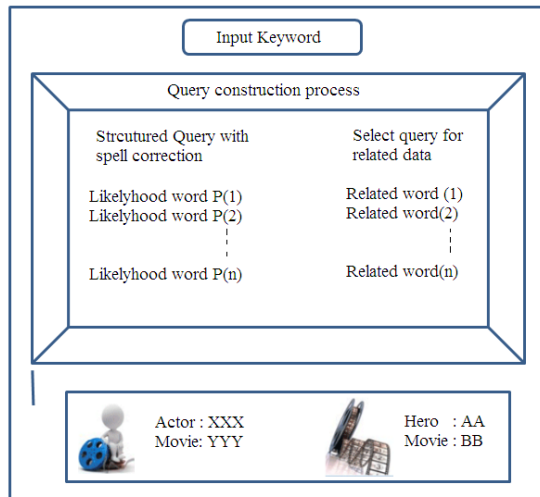 Input Keyword
Query construction process
Strcutured Query with
spell correction
Likelyhood word P(1)
Likelyhood word P(2)
Likelyhood word P(n)
Select query for
related data
Related word (1)
Related word(2)
Related word(n)
Actor : XXX
Movie: YYY
Hero : AA
Movie : BB